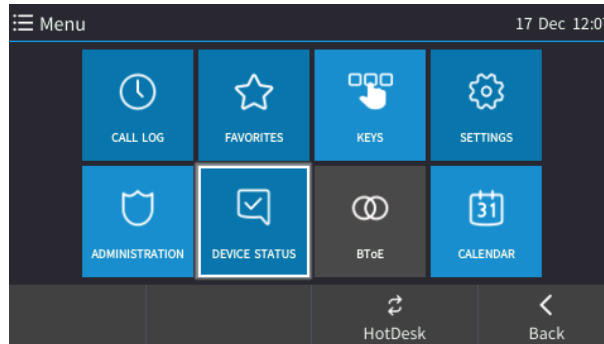 Menu
17 Dec 12:07
CALL LOG
FAVORITES
KEYS
SETTINGS
31
ADMINISTRATION
DEVICE STATUS
BToE
CALENDAR
HotDesk
Back